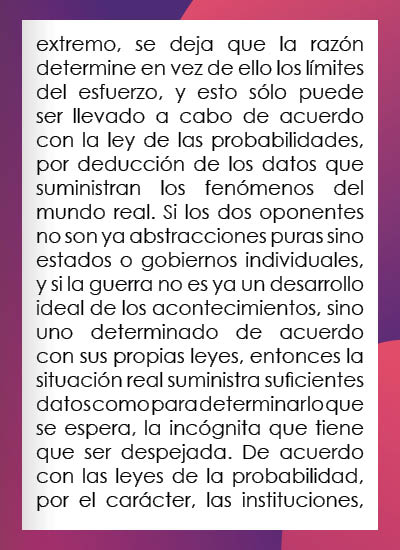 extremo, se deja que la razón
determine en vez de ello los límites
del esfuerzo, y esto sólo puede
ser llevado a cabo de acuerdo
con la ley de las probabilidades,
por deducción de los datos que
suministran los fenómenos del
mundo real. Si los dos oponentes
no son ya abstracciones puras sino
estados o gobiernos individuales,
y si la guerra no es ya un desarrollo
ideal de los acontecimientos, sino
uno determinado de acuerdo
con sus propias leyes, entonces la
situación real suministra suficientes
datos como para determinar lo que
se espera, la incógnita que tiene
que ser despejada. De acuerdo
con las leyes de la probabilidad,
por el carácter, las instituciones,